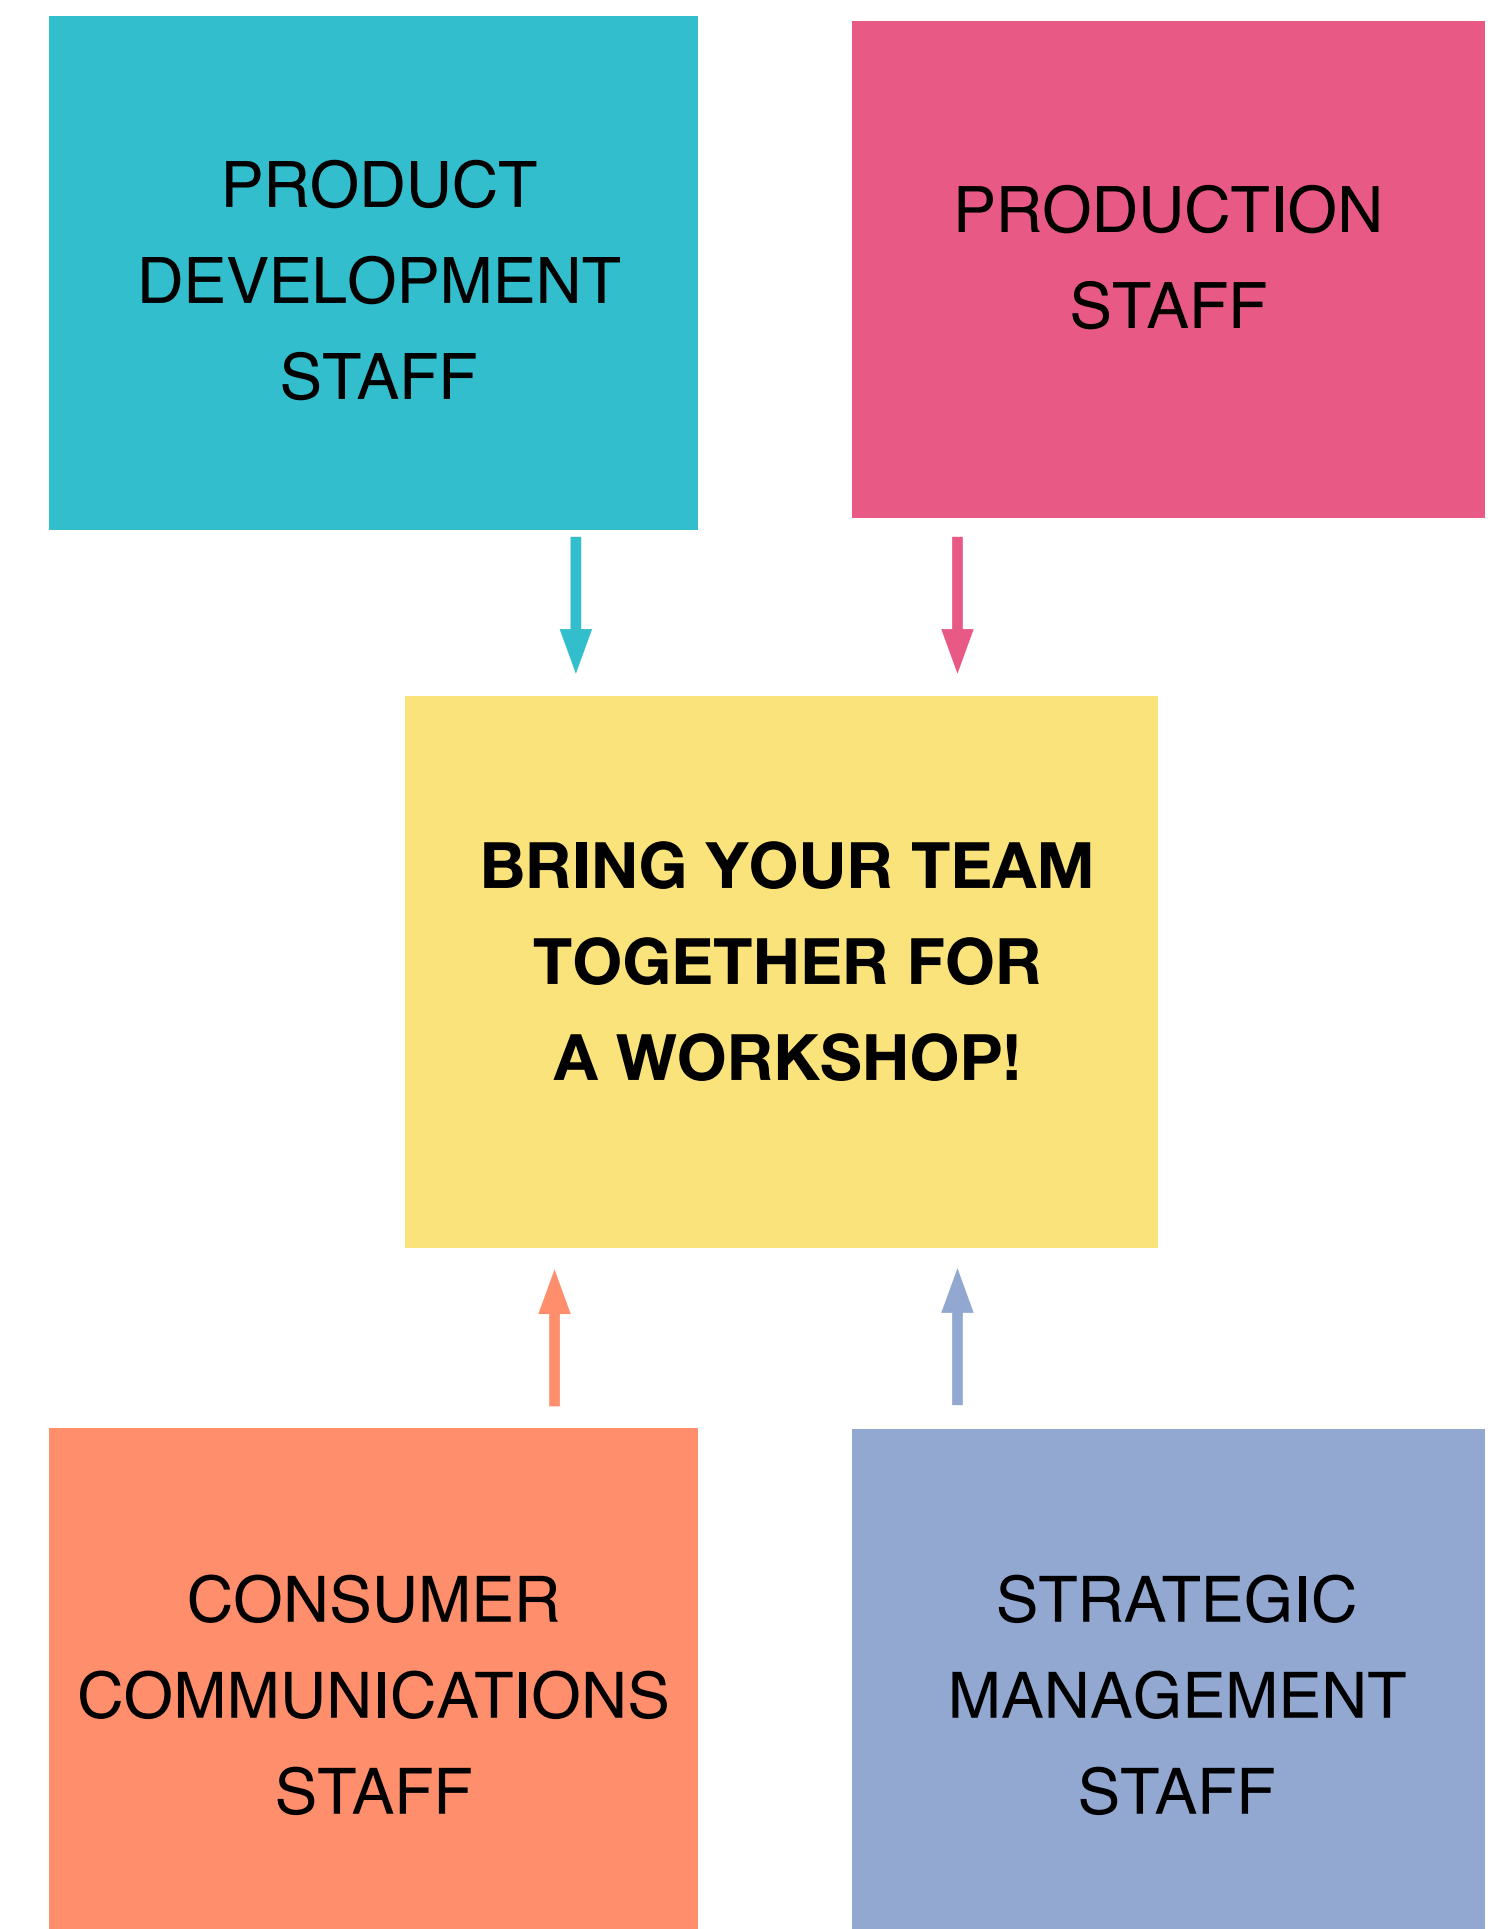 PRODUCT
DEVELOPMENT
STAFF
PRODUCTION
STAFF
BRING YOUR TEAM
TOGETHER FOR
A WORKSHOP!
CONSUMER
COMMUNICATIONS
STAFF
STRATEGIC
MANAGEMENT
STAFF